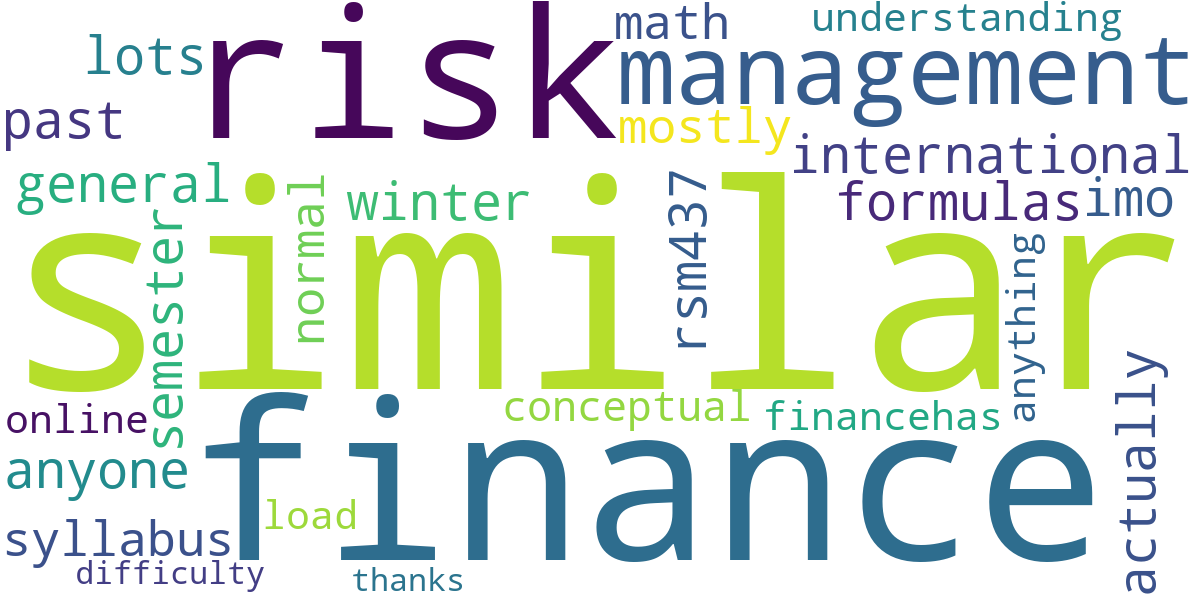 risk
math
understanding
lots
management
past
mostly
international
general
normal
winter
rsm437
formulas
imo
similar
semester
anything
online
conceptual
financehas
actually
anyone
finance
load
syllabus
difficulty
thanks